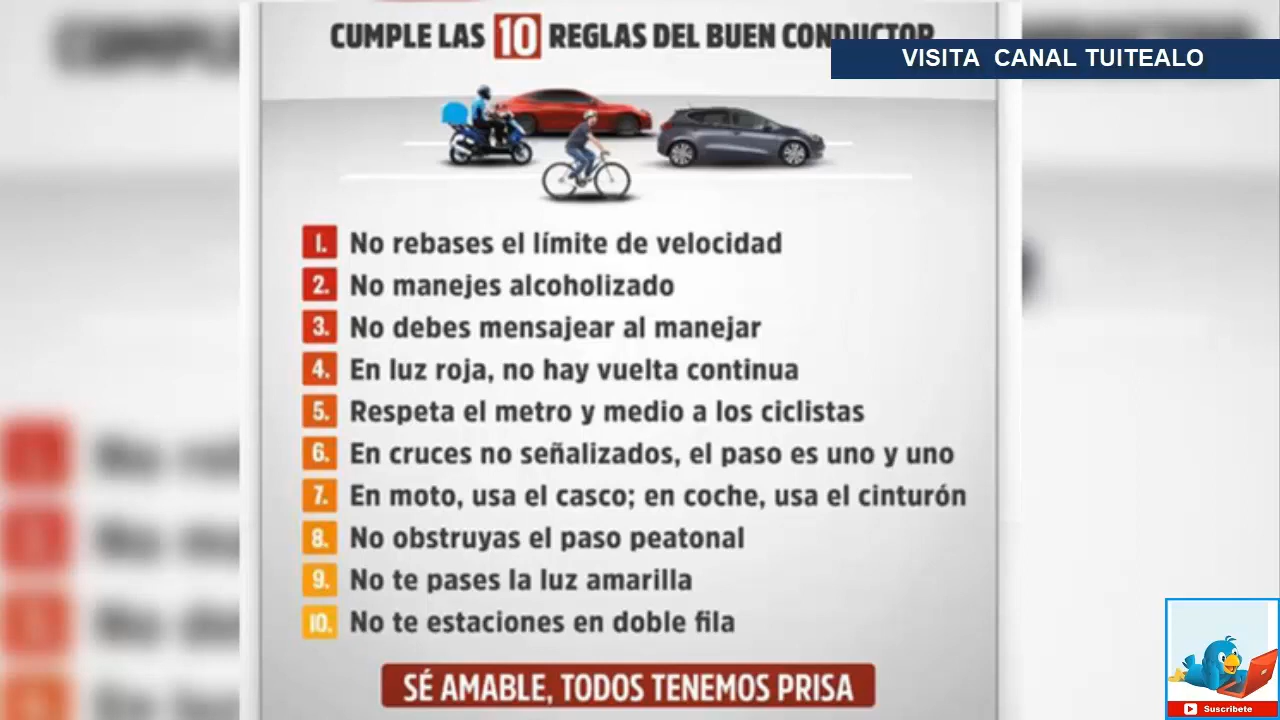 CUMPLE LAS 10 REGLAS DEL BUEN CONDUCTOR
VISITA CANAL TUITEALO
1. No rebases el límite de velocidad
2. No manejes alcoholizado
3. No debes mensajear al manejar
4. En luz roja, no hay vuelta continua
5. Respeta el metro y medio a los ciclistas
6. En cruces no señalizados, el paso es uno y uno
7. En moto, usa el casco; en coche, usa el cinturón
8. No obstruyas el paso peatonal
9. No te pases la luz amarilla
10. No te estaciones en doble fila
SÉ AMABLE, TODOS TENEMOS PRISA
Suscribete